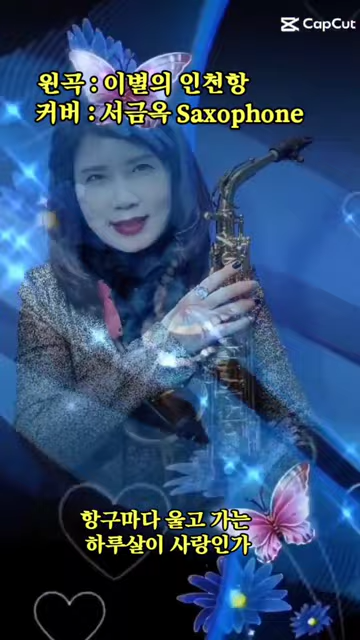 CapCut
원곡 : 이별의 인천항
커버 : 서금옥 Saxophone
항구마다 울고 가는
하루살이 사랑인가